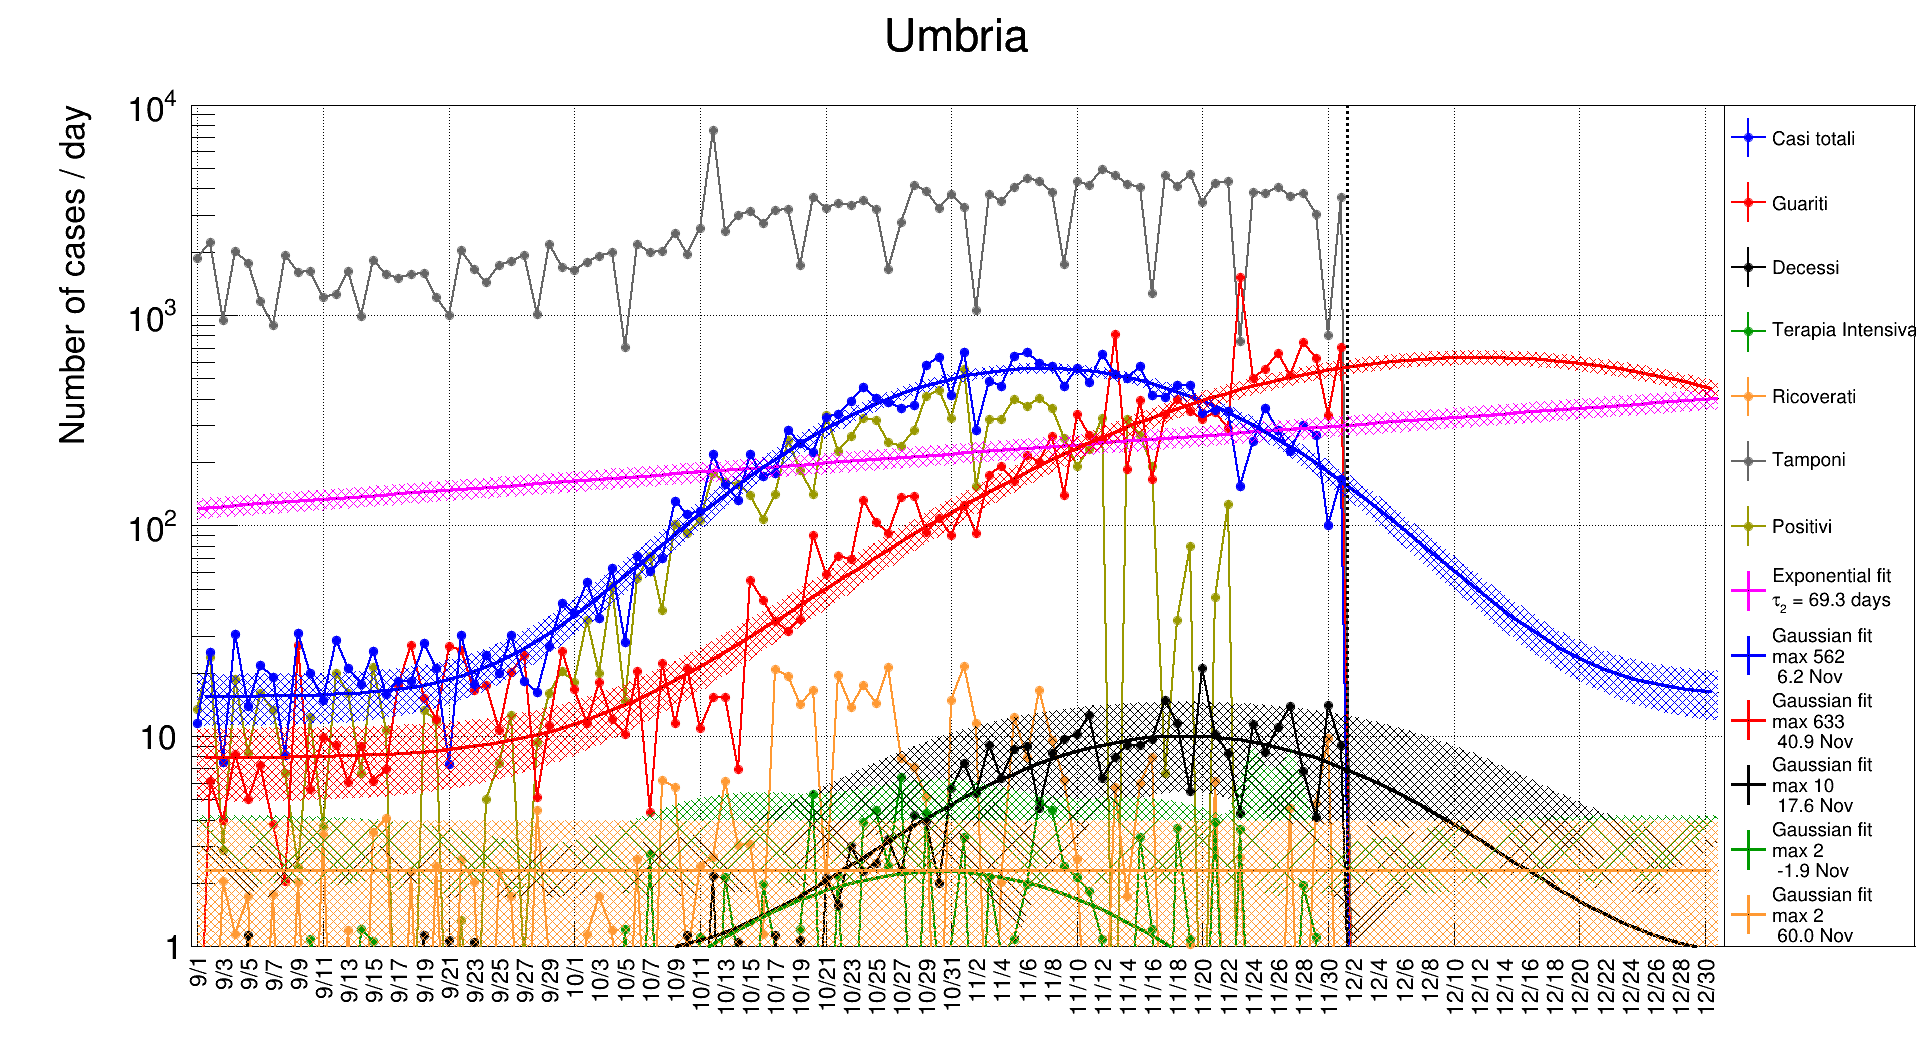 Umbria
Number of cases / day
10⁴
10³
10²
10
1
9/1 9/3 9/5 9/7 9/9 9/11 9/13 9/15 9/17 9/19 9/21 9/23 9/25 9/27 9/29 10/1 10/3 10/5 10/7 10/9 10/11 10/13 10/15 10/17 10/19 10/21 10/23 10/25 10/27 10/29 10/31 11/2 11/4 11/6 11/8 11/10 11/12 11/14 11/16 11/18 11/20 11/22 11/24 11/26 11/28 11/30 12/2 12/4 12/6 12/8 12/10 12/12 12/14 12/16 12/18 12/20 12/22 12/24 12/26 12/28 12/30
Casi totali
Guariti
Decessi
Terapia Intensiva
Ricoverati
Tamponi
Positivi
Exponential fit
τ₂ = 69.3 days
Gaussian fit
max 562
6.2 Nov
Gaussian fit
max 633
40.9 Nov
Gaussian fit
max 10
17.6 Nov
Gaussian fit
max 2
-1.9 Nov
Gaussian fit
max 2
60.0 Nov